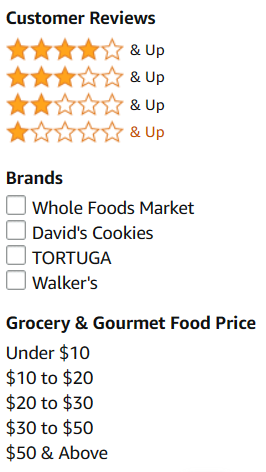 Customer Reviews
& Up
& Up
& Up
& Up
Brands
Whole Foods Market
David's Cookies
TORTUGA
Walker's
Grocery & Gourmet Food Price
Under $10
$10 to $20
$20 to $30
$30 to $50
$50 & Above